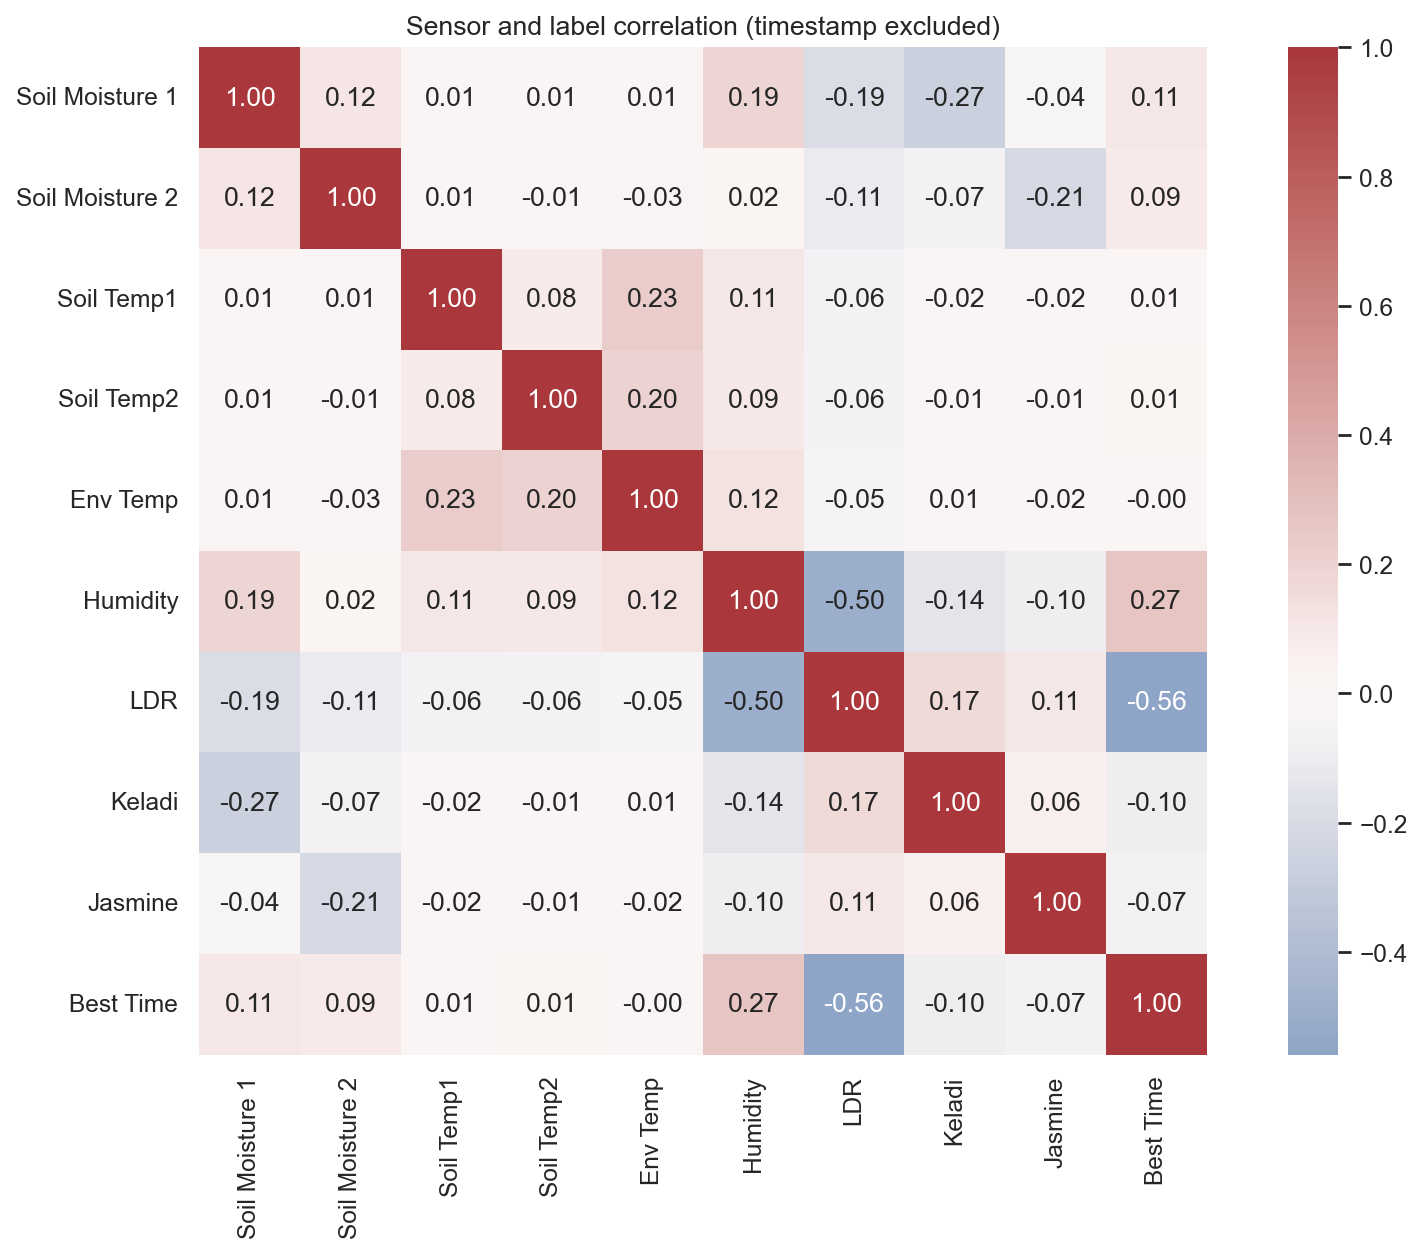 Sensor and label correlation (timestamp excluded)
Soil Moisture 1 1.00 0.12 0.01 0.01 0.01 0.19 -0.19 -0.27 -0.04 0.11
Soil Moisture 2 0.12 1.00 0.01 -0.01 -0.03 0.02 -0.11 -0.07 -0.21 0.09
Soil Temp1 0.01 0.01 1.00 0.08 0.23 0.11 -0.06 -0.02 -0.02 0.01
Soil Temp2 0.01 -0.01 0.08 1.00 0.20 0.09 -0.06 -0.01 -0.01 0.01
Env Temp 0.01 -0.03 0.23 0.20 1.00 0.12 -0.05 0.01 -0.02 -0.00
Humidity 0.19 0.02 0.11 0.09 0.12 1.00 -0.50 -0.14 -0.10 0.27
LDR -0.19 -0.11 -0.06 -0.06 -0.05 -0.50 1.00 0.17 0.11 -0.56
Keladi -0.27 -0.07 -0.02 -0.01 0.01 -0.14 0.17 1.00 0.06 -0.10
Jasmine -0.04 -0.21 -0.02 -0.01 -0.02 -0.10 0.11 0.06 1.00 -0.07
Best Time 0.11 0.09 0.01 0.01 -0.00 0.27 -0.56 -0.10 -0.07 1.00
Soil Moisture 1
Soil Moisture 2
Soil Temp1
Soil Temp2
Env Temp
Humidity
LDR
Keladi
Jasmine
Best Time
1.0
0.8
0.6
0.4
0.2
0.0
−0.2
−0.4